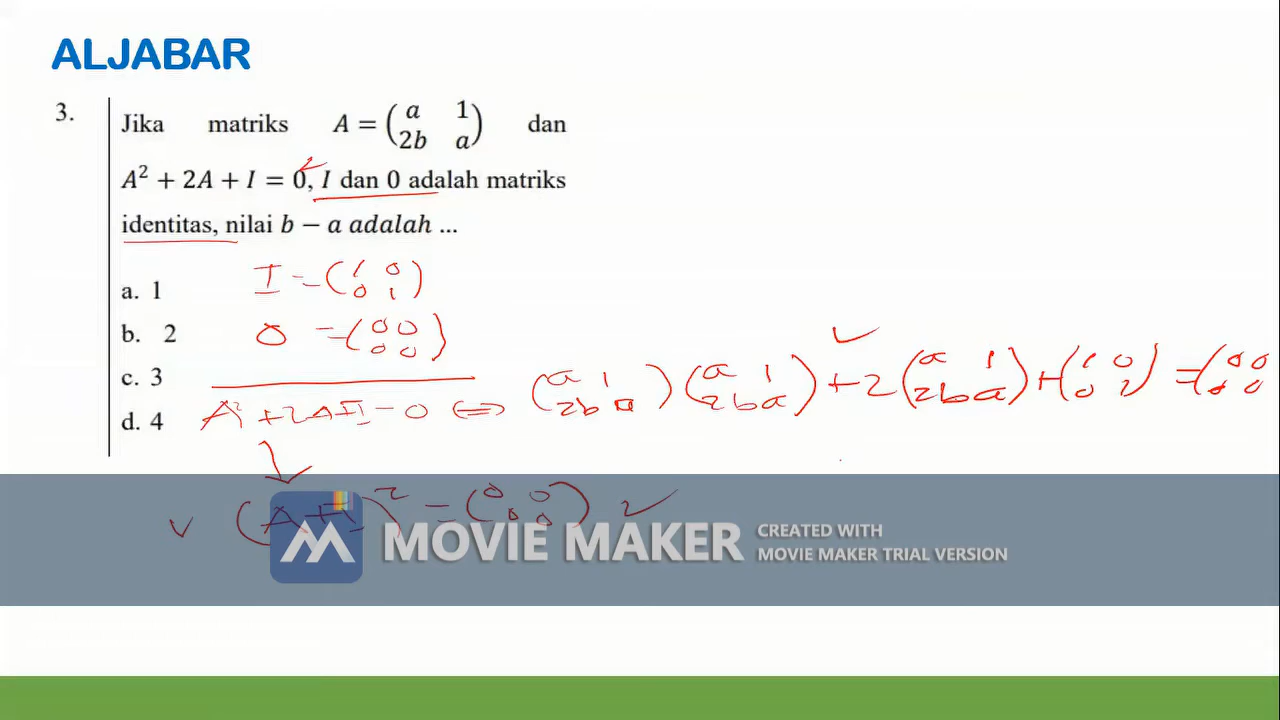 ALJABAR
3. Jika matriks A = (a 1 2b a) dan
A² + 2A + I = 0, I dan 0 adalah matriks
identitas, nilai b − a adalah ...
a. 1
I = (1 0 0 1)
b. 2
0 = (0 0 0 0)
c. 3
d. 4
A² + 2A + I = 0 ⇔ (a 1 2b a) (a 1 2b a) + 2 (a 1 2b a) + (1 0 0 1) = (0 0 0 0)
(A + I)² = (0 0 0 0)
MOVIE MAKER
CREATED WITH
MOVIE MAKER TRIAL VERSION